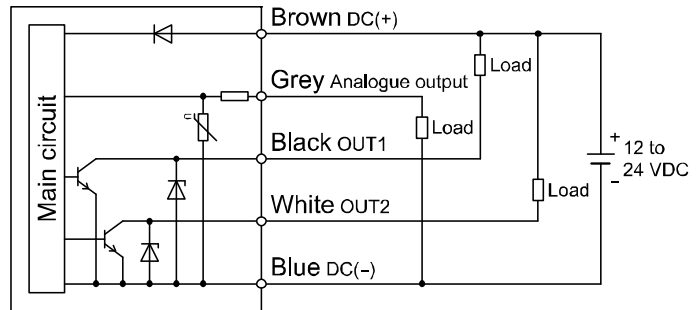 Brown DC(+)
Grey Analogue output
Load
Load
Main circuit
Black OUT1
+
12 to
24 VDC
−
White OUT2
Load
Blue DC(−)